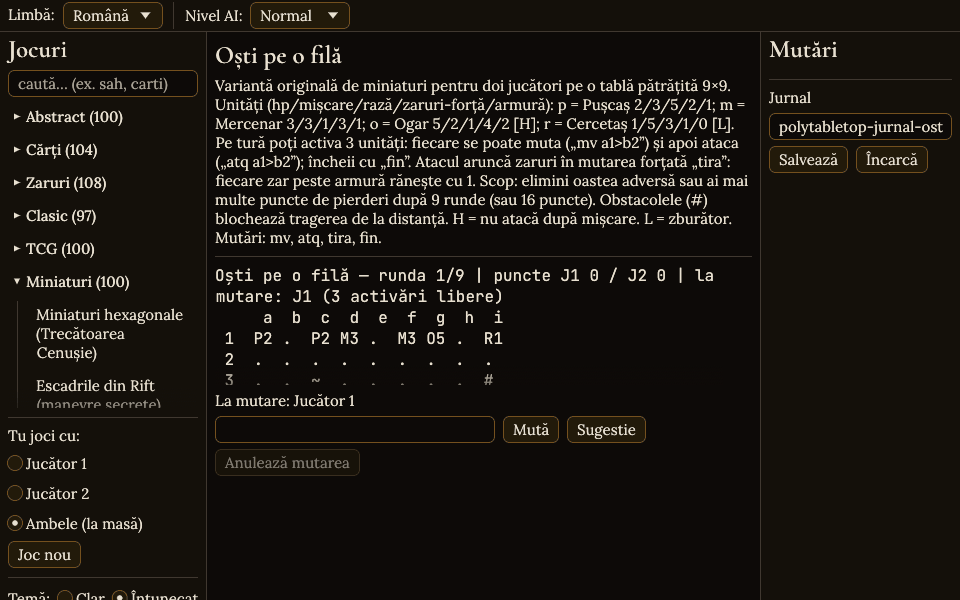 Limbă: Română ▼ Nivel AI: Normal ▼
Jocuri
caută... (ex. sah, carti)
▸ Abstract (100)
▸ Cărți (104)
▸ Zaruri (108)
▸ Clasic (97)
▸ TCG (100)
▾ Miniaturi (100)
Miniaturi hexagonale
(Trecătoarea
Cenușie)
Escadrile din Rift
(manevre secrete)
Tu joci cu:
Jucător 1
Jucător 2
Ambele (la masă)
Joc nou
Temă: Clar Întunecat
Oști pe o filă
Variantă originală de miniaturi pentru doi jucători pe o tablă pătrățită 9×9.
Unități (hp/mișcare/rază/zaruri-forță/armură): p = Pușcaș 2/3/5/2/1; m =
Mercenar 3/3/1/3/1; o = Ogar 5/2/1/4/2 [H]; r = Cercetaș 1/5/3/1/0 [L].
Pe tură poți activa 3 unități: fiecare se poate muta („mv a1>b2”) și apoi ataca
(„atq a1>b2”); închei cu „fin”. Atacul aruncă zaruri în mutarea forțată „tira”:
fiecare zar peste armură rănește cu 1. Scop: elimini oastea adversă sau ai mai
multe puncte de pierderi după 9 runde (sau 16 puncte). Obstacolele (#)
blochează tragerea de la distanță. H = nu atacă după mișcare. L = zburător.
Mutări: mv, atq, tira, fin.
Oști pe o filă — runda 1/9 | puncte J1 0 / J2 0 | la
mutare: J1 (3 activări libere)
a b c d e f g h i
1 P2 . P2 M3 . M3 O5 . R1
2 . . . . . . . . .
3 . . ~ . . . . . #
La mutare: Jucător 1
Mută Sugestie
Anulează mutarea
Mutări
Jurnal
polytabletop-jurnal-ost
Salvează Încarcă